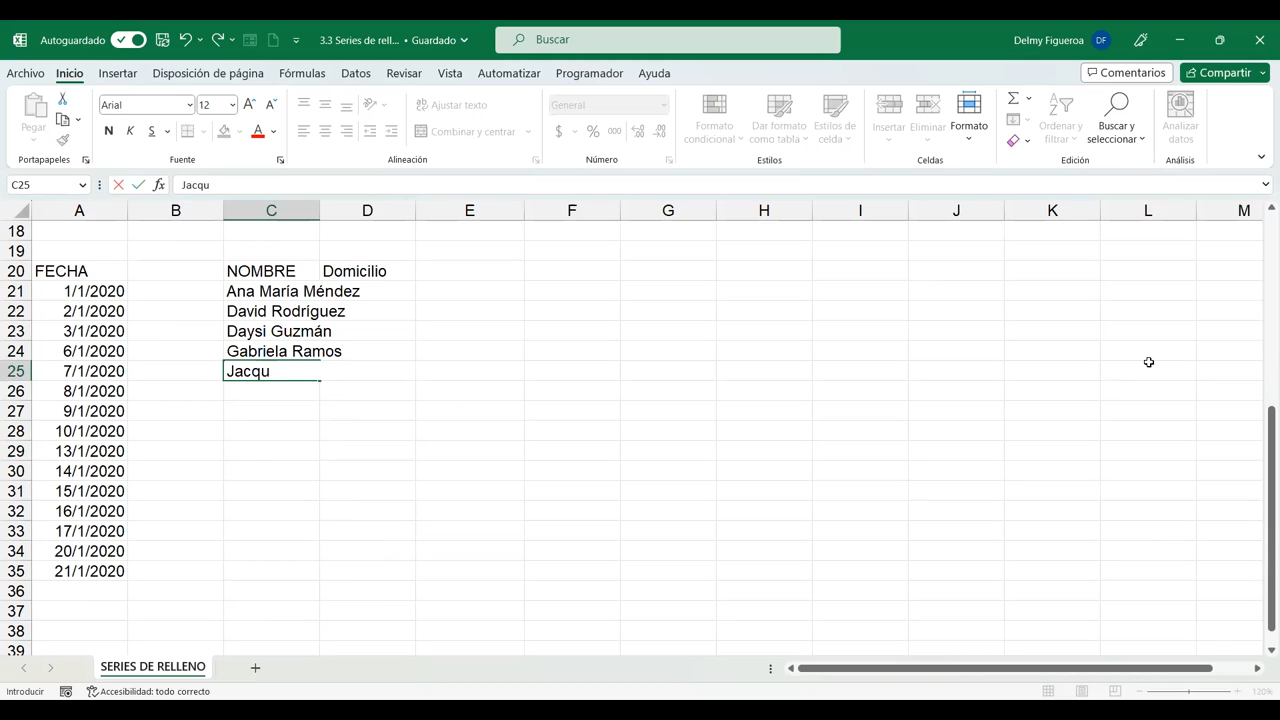 Autoguardado
3.3 Series de rell... • Guardado
Buscar
Delmy Figueroa DF
Archivo Inicio Insertar Disposición de página Fórmulas Datos Revisar Vista Automatizar Programador Ayuda
Comentarios Compartir
Pegar
Arial 12
N K S
Ajustar texto
Combinar y centrar
General
$ % 000
Formato condicional
Dar formato como tabla
Estilos de celda
Insertar Eliminar Formato
Ordenar y filtrar
Buscar y seleccionar
Analizar datos
Portapapeles Fuente Alineación Número Estilos Celdas Edición Análisis
C25 fx Jacqu
A B C D E F G H I J K L M
18
19
20 FECHA NOMBRE Domicilio
21 1/1/2020 Ana María Méndez
22 2/1/2020 David Rodríguez
23 3/1/2020 Daysi Guzmán
24 6/1/2020 Gabriela Ramos
25 7/1/2020 Jacqu
26 8/1/2020
27 9/1/2020
28 10/1/2020
29 13/1/2020
30 14/1/2020
31 15/1/2020
32 16/1/2020
33 17/1/2020
34 20/1/2020
35 21/1/2020
36
37
38
39
SERIES DE RELLENO
Introducir Accesibilidad: todo correcto 120%